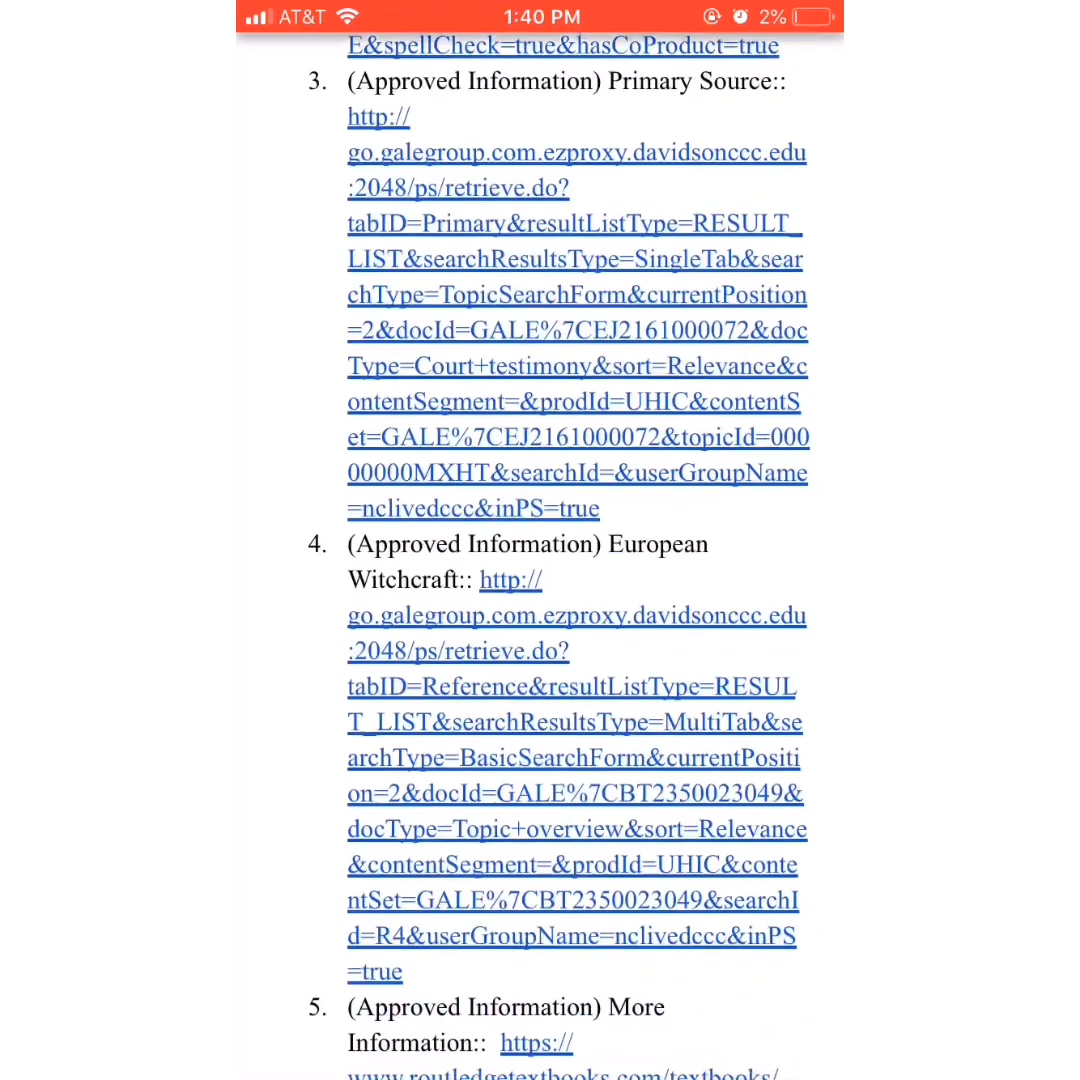 AT&T 1:40 PM 2%
E&spellCheck=true&hasCoProduct=true
3. (Approved Information) Primary Source::
http://
go.galegroup.com.ezproxy.davidsonccc.edu
:2048/ps/retrieve.do?
tabID=Primary&resultListType=RESULT_
LIST&searchResultsType=SingleTab&sear
chType=TopicSearchForm&currentPosition
=2&docId=GALE%7CEJ2161000072&doc
Type=Court+testimony&sort=Relevance&c
ontentSegment=&prodId=UHIC&contentS
et=GALE%7CEJ2161000072&topicId=000
00000MXHT&searchId=&userGroupName
=nclivedccc&inPS=true
4. (Approved Information) European
Witchcraft:: http://
go.galegroup.com.ezproxy.davidsonccc.edu
:2048/ps/retrieve.do?
tabID=Reference&resultListType=RESUL
T_LIST&searchResultsType=MultiTab&se
archType=BasicSearchForm&currentPositi
on=2&docId=GALE%7CBT2350023049&
docType=Topic+overview&sort=Relevance
&contentSegment=&prodId=UHIC&conte
ntSet=GALE%7CBT2350023049&searchI
d=R4&userGroupName=nclivedccc&inPS
=true
5. (Approved Information) More
Information:: https://
www.routledgetextbooks.com/textbooks/